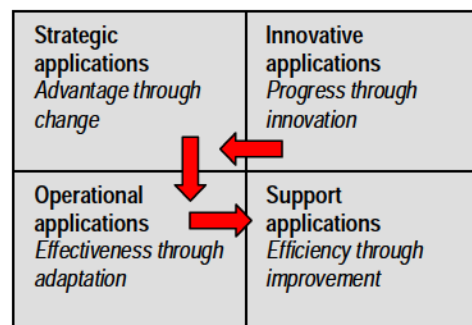 Strategic
applications
Advantage through
change
Innovative
applications
Progress through
innovation
Operational
applications
Effectiveness through
adaptation
Support
applications
Efficiency through
improvement